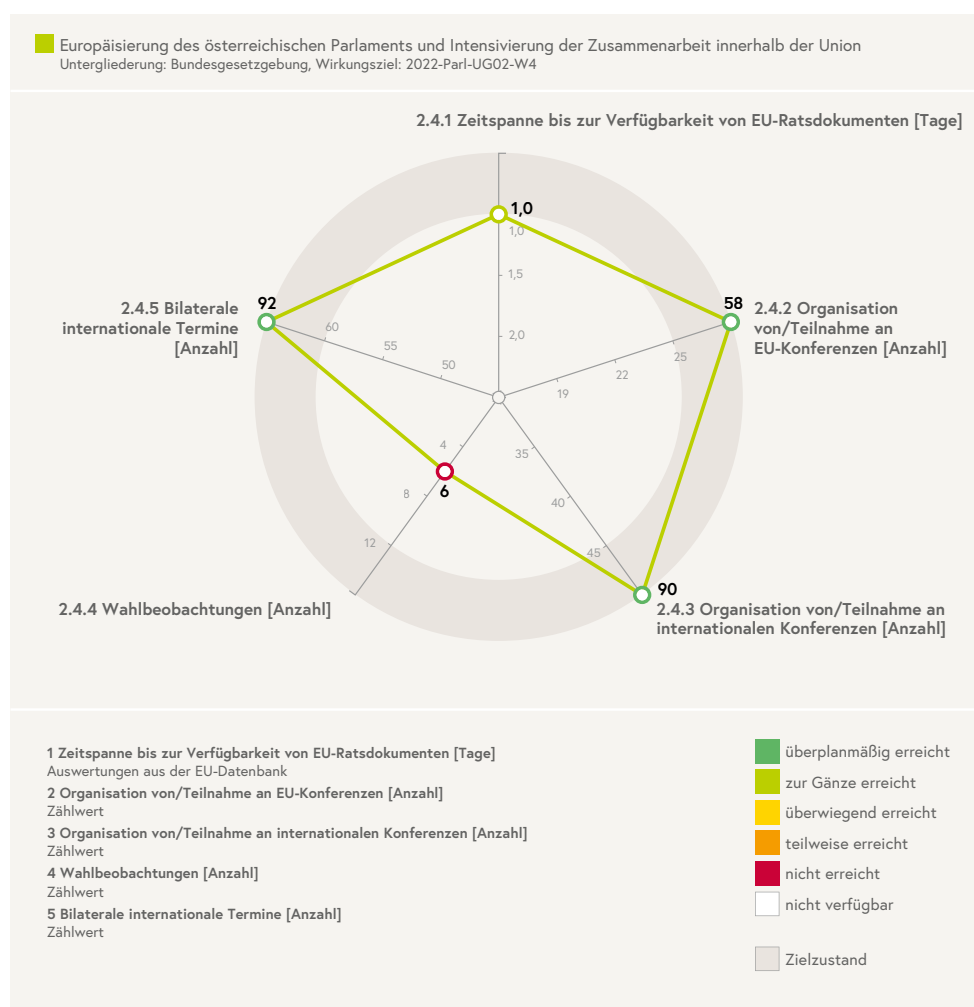 Europäisierung des österreichischen Parlaments und Intensivierung der Zusammenarbeit innerhalb der Union
Untergliederung: Bundesgesetzgebung, Wirkungsziel: 2022-Parl-UG02-W4
2.4.1 Zeitspanne bis zur Verfügbarkeit von EU-Ratsdokumenten [Tage]
1,0
1,0
1,5
2,0
58
2.4.2 Organisation
von/Teilnahme an
EU-Konferenzen [Anzahl]
25
22
19
92
2.4.5 Bilaterale
internationale Termine
[Anzahl]
60
55
50
35
40
45
90
2.4.3 Organisation von/Teilnahme an
internationalen Konferenzen [Anzahl]
4
6
8
12
2.4.4 Wahlbeobachtungen [Anzahl]
1 Zeitspanne bis zur Verfügbarkeit von EU-Ratsdokumenten [Tage]
Auswertungen aus der EU-Datenbank
2 Organisation von/Teilnahme an EU-Konferenzen [Anzahl]
Zählwert
3 Organisation von/Teilnahme an internationalen Konferenzen [Anzahl]
Zählwert
4 Wahlbeobachtungen [Anzahl]
Zählwert
5 Bilaterale internationale Termine [Anzahl]
Zählwert
überplanmäßig erreicht
zur Gänze erreicht
überwiegend erreicht
teilweise erreicht
nicht erreicht
nicht verfügbar
Zielzustand